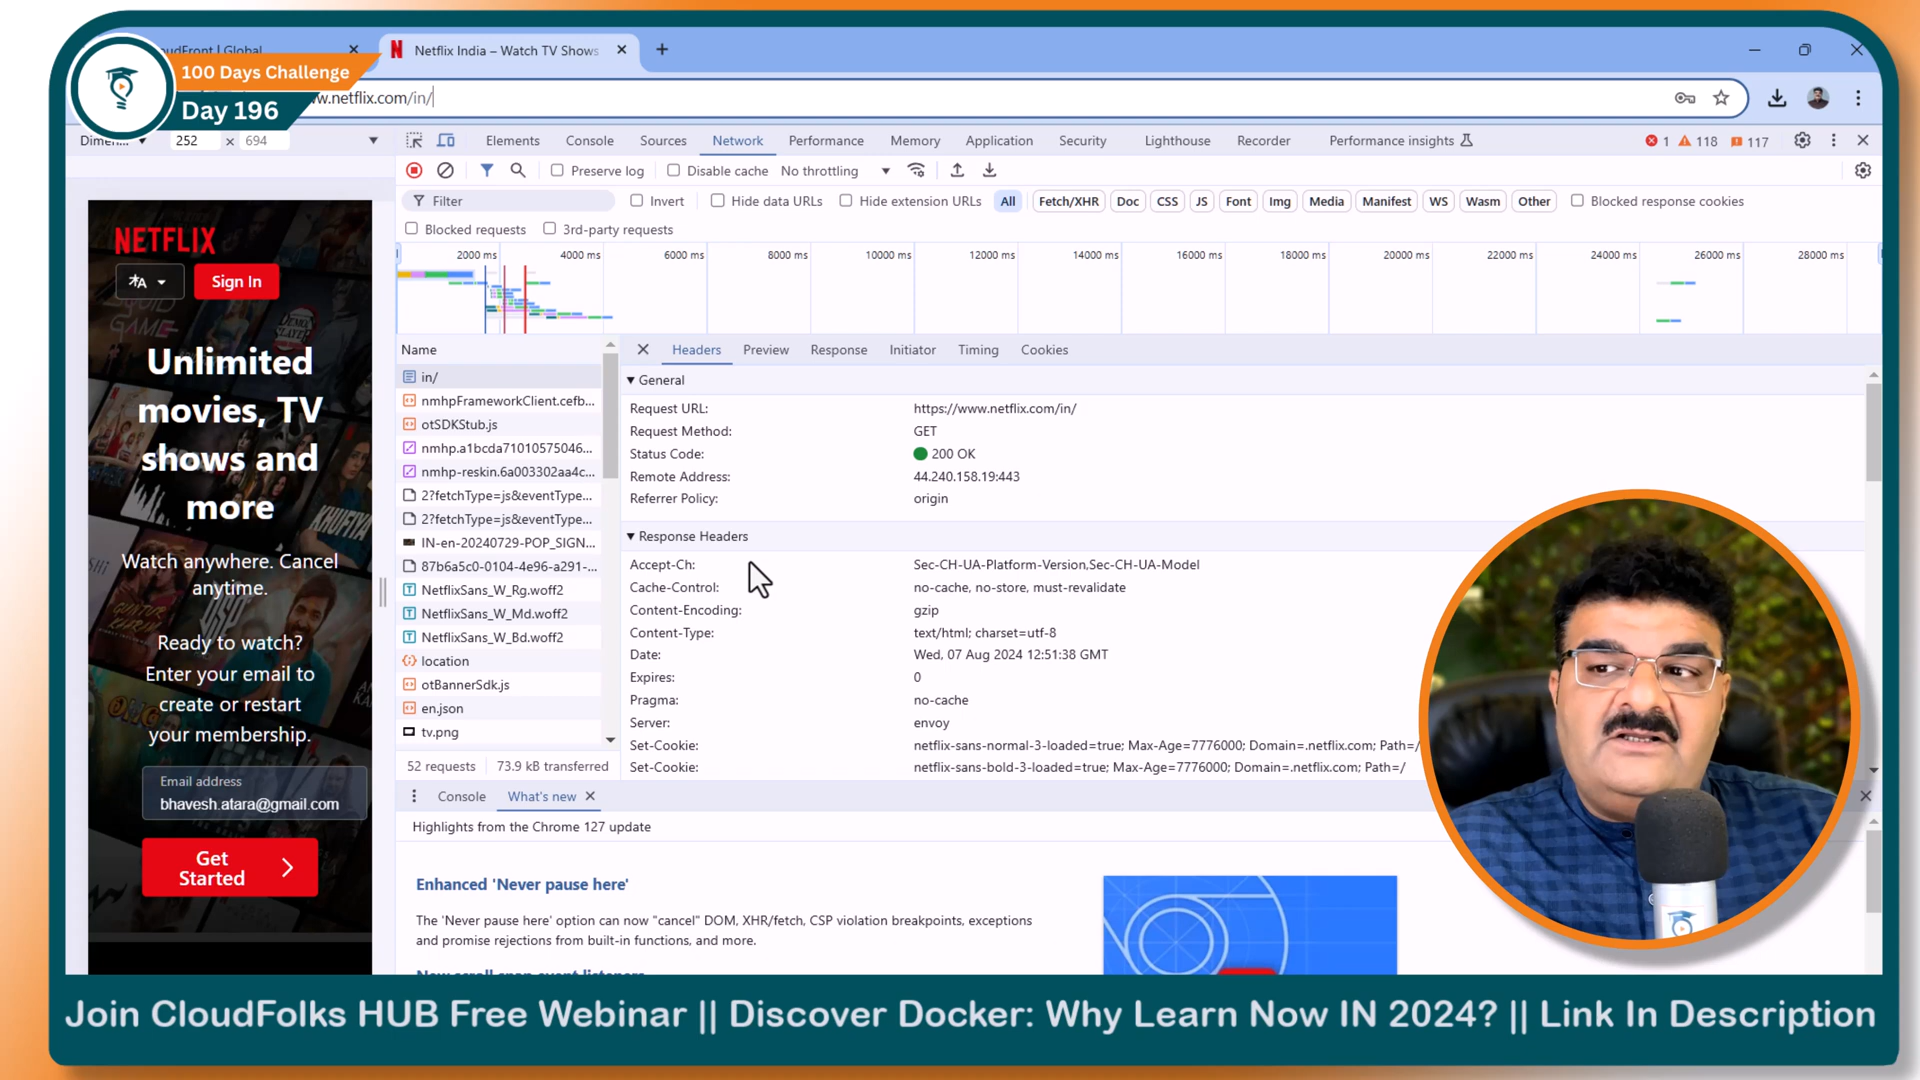 CloudFront | Global
Netflix India – Watch TV Shows
100 Days Challenge
Day 196
w.netflix.com/in/
252 × 694
Elements Console Sources Network Performance Memory Application Security Lighthouse Recorder Performance insights
1 118 117
Preserve log Disable cache No throttling
Filter Invert Hide data URLs Hide extension URLs All Fetch/XHR Doc CSS JS Font Img Media Manifest WS Wasm Other Blocked response cookies
Blocked requests 3rd-party requests
2000 ms 4000 ms 6000 ms 8000 ms 10000 ms 12000 ms 14000 ms 16000 ms 18000 ms 20000 ms 22000 ms 24000 ms 26000 ms 28000 ms
NETFLIX
Sign In
Unlimited
movies, TV
shows and
more
Watch anywhere. Cancel
anytime.
Ready to watch?
Enter your email to
create or restart
your membership.
Email address
bhavesh.atara@gmail.com
Get
Started
Name
in/
nmhpFrameworkClient.cefb...
otSDKStub.js
nmhp.a1bcda71010575046...
nmhp-reskin.6a003302aa4c...
2?fetchType=js&eventType...
2?fetchType=js&eventType...
IN-en-20240729-POP_SIGN...
87b6a5c0-0104-4e96-a291-...
NetflixSans_W_Rg.woff2
NetflixSans_W_Md.woff2
NetflixSans_W_Bd.woff2
location
otBannerSdk.js
en.json
tv.png
52 requests 73.9 kB transferred
Headers Preview Response Initiator Timing Cookies
General
Request URL: https://www.netflix.com/in/
Request Method: GET
Status Code: 200 OK
Remote Address: 44.240.158.19:443
Referrer Policy: origin
Response Headers
Accept-Ch: Sec-CH-UA-Platform-Version,Sec-CH-UA-Model
Cache-Control: no-cache, no-store, must-revalidate
Content-Encoding: gzip
Content-Type: text/html; charset=utf-8
Date: Wed, 07 Aug 2024 12:51:38 GMT
Expires: 0
Pragma: no-cache
Server: envoy
Set-Cookie: netflix-sans-normal-3-loaded=true; Max-Age=7776000; Domain=.netflix.com; Path=/
Set-Cookie: netflix-sans-bold-3-loaded=true; Max-Age=7776000; Domain=.netflix.com; Path=/
Console What's new
Highlights from the Chrome 127 update
Enhanced 'Never pause here'
The 'Never pause here' option can now "cancel" DOM, XHR/fetch, CSP violation breakpoints, exceptions
and promise rejections from built-in functions, and more.
Join CloudFolks HUB Free Webinar || Discover Docker: Why Learn Now IN 2024? || Link In Description